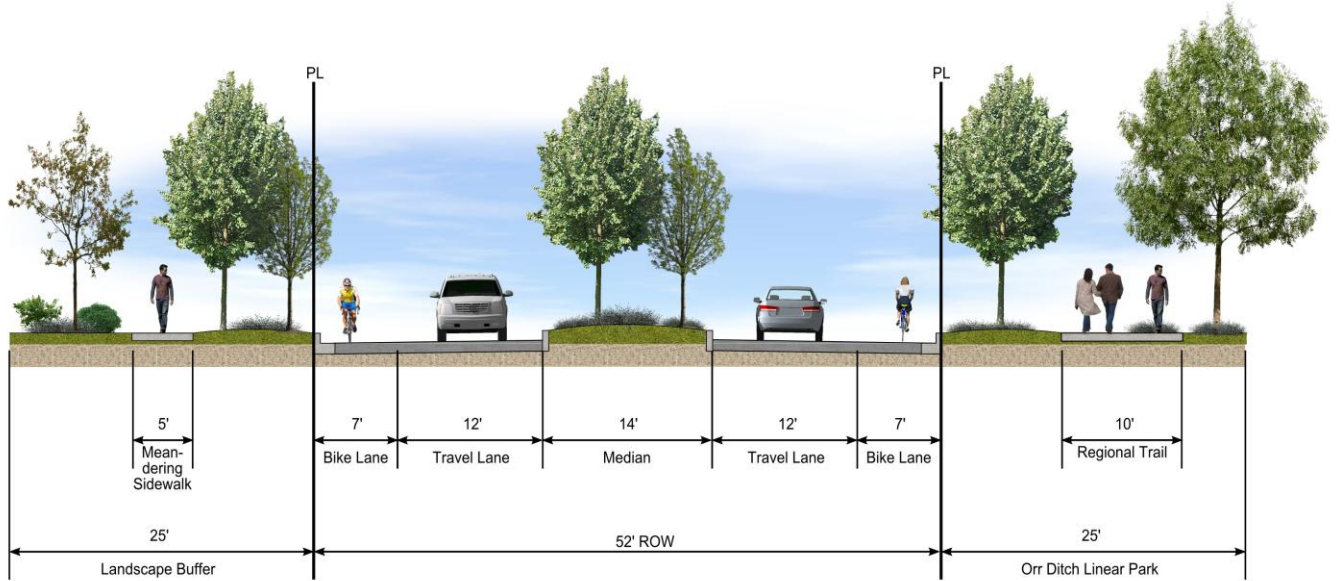 PL
PL
5'
Mean-
dering
Sidewalk
7'
Bike Lane
12'
Travel Lane
14'
Median
12'
Travel Lane
7'
Bike Lane
10'
Regional Trail
25'
Landscape Buffer
52' ROW
25'
Orr Ditch Linear Park